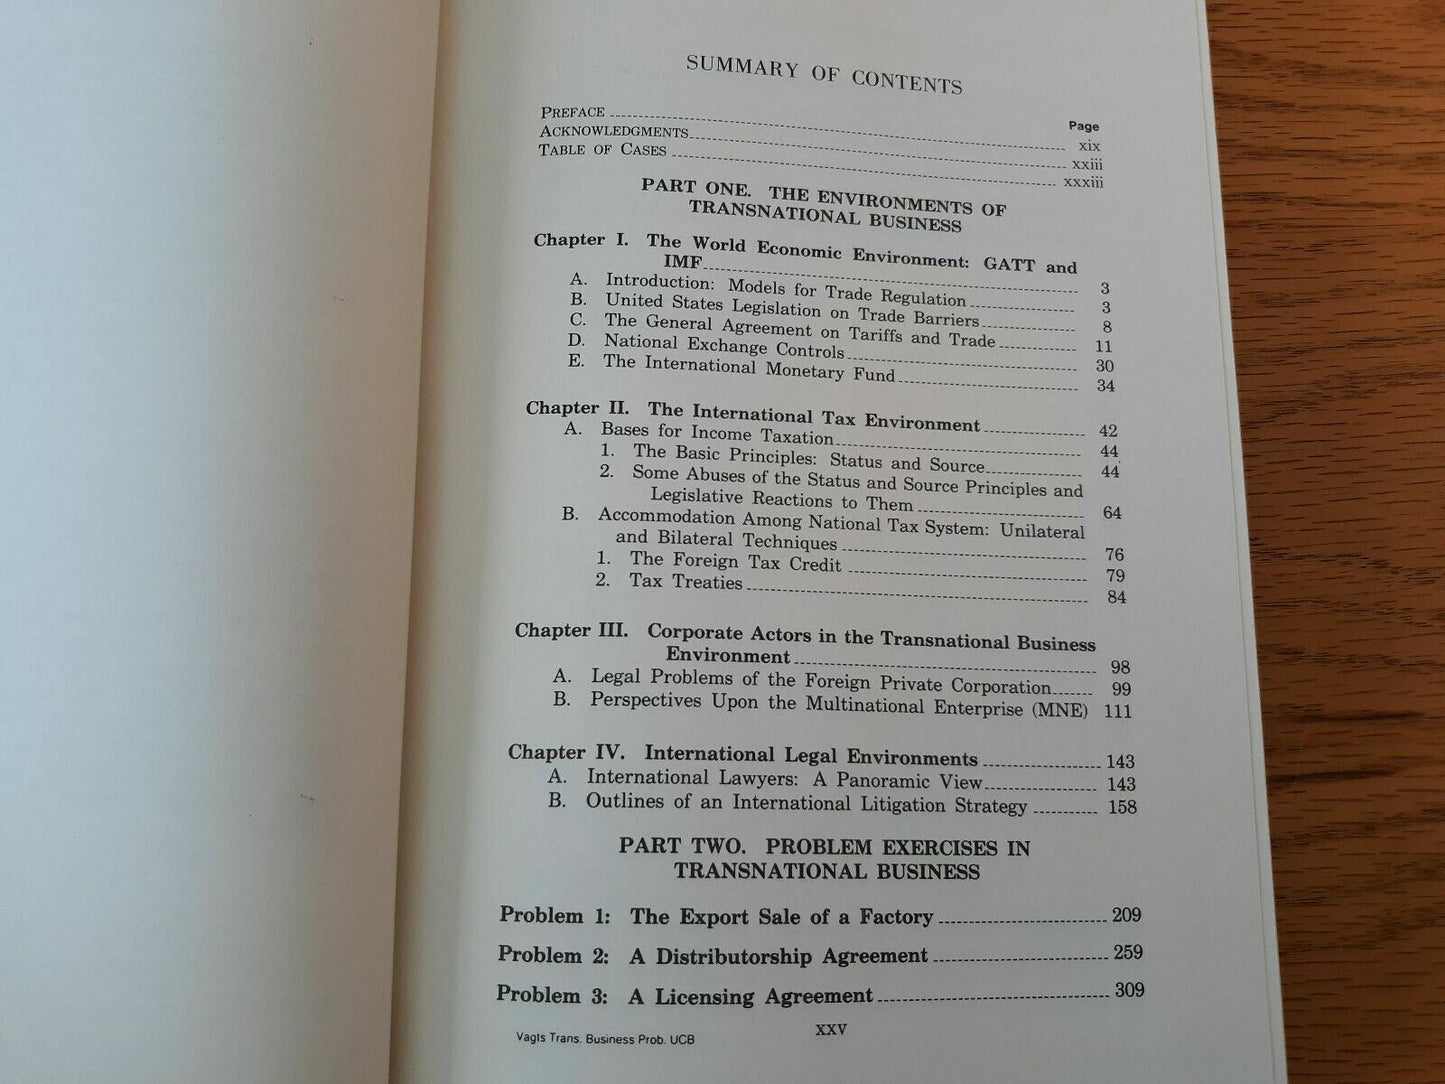 SUMMARY OF CONTENTS
Page
PREFACE xix
ACKNOWLEDGMENTS xxiii
TABLE OF CASES xxxiii
PART ONE. THE ENVIRONMENTS OF
TRANSNATIONAL BUSINESS
Chapter I. The World Economic Environment: GATT and
IMF 3
A. Introduction: Models for Trade Regulation 3
B. United States Legislation on Trade Barriers 8
C. The General Agreement on Tariffs and Trade 11
D. National Exchange Controls 30
E. The International Monetary Fund 34
Chapter II. The International Tax Environment 42
A. Bases for Income Taxation 44
1. The Basic Principles: Status and Source 44
2. Some Abuses of the Status and Source Principles and
Legislative Reactions to Them 64
B. Accommodation Among National Tax System: Unilateral
and Bilateral Techniques 76
1. The Foreign Tax Credit 79
2. Tax Treaties 84
Chapter III. Corporate Actors in the Transnational Business
Environment 98
A. Legal Problems of the Foreign Private Corporation 99
B. Perspectives Upon the Multinational Enterprise (MNE) 111
Chapter IV. International Legal Environments 143
A. International Lawyers: A Panoramic View 143
B. Outlines of an International Litigation Strategy 158
PART TWO. PROBLEM EXERCISES IN
TRANSNATIONAL BUSINESS
Problem 1: The Export Sale of a Factory 209
Problem 2: A Distributorship Agreement 259
Problem 3: A Licensing Agreement 309
Vagts Trans. Business Prob. UCB
xxv